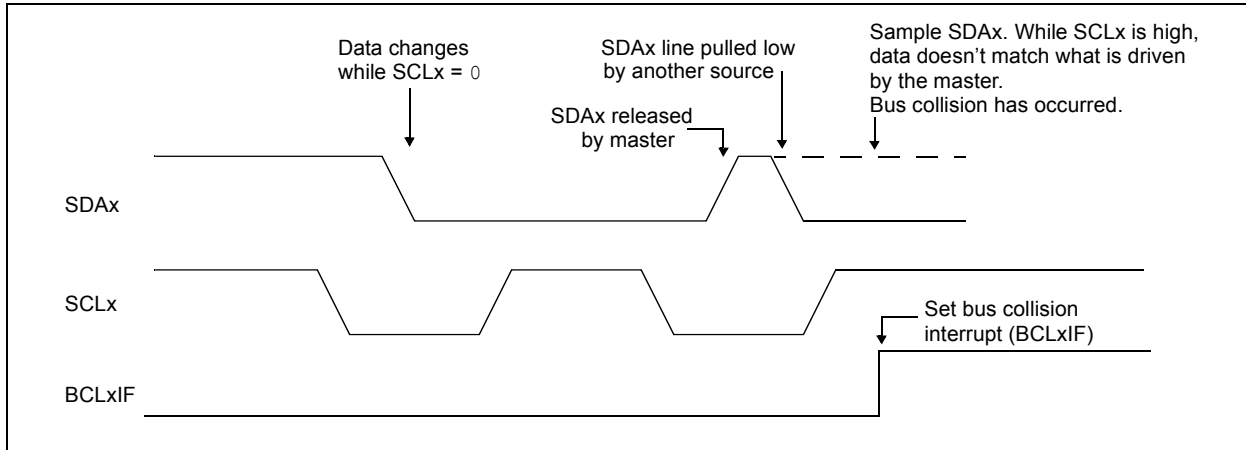 Data changes
while SCLx = 0
SDAx line pulled low
by another source
SDAx released
by master
Sample SDAx. While SCLx is high,
data doesn’t match what is driven
by the master.
Bus collision has occurred.
SDAx
SCLx
Set bus collision
interrupt (BCLxIF)
BCLxIF